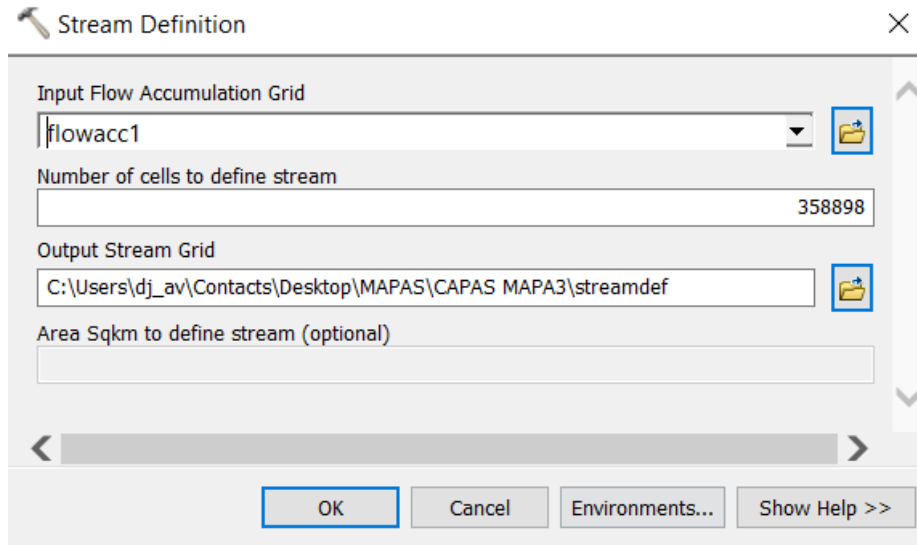 Stream Definition
Input Flow Accumulation Grid
flowacc1
Number of cells to define stream
358898
Output Stream Grid
C:\Users\dj_av\Contacts\Desktop\MAPAS\CAPAS MAPA3\streamdef
Area Sqkm to define stream (optional)
OK Cancel Environments... Show Help >>